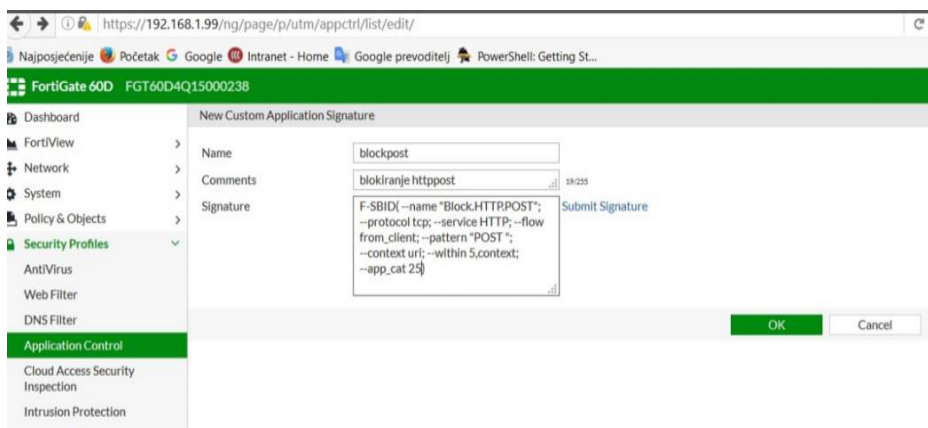 https://192.168.1.99/ng/page/p/utm/appctrl/list/edit/
Najposjećenije Početak Google Intranet - Home Google prevoditelj PowerShell: Getting St...
FortiGate 60D FGT60D4Q15000238
Dashboard
FortiView
Network
System
Policy & Objects
Security Profiles
AntiVirus
Web Filter
DNS Filter
Application Control
Cloud Access Security
Inspection
Intrusion Protection
New Custom Application Signature
Name blockpost
Comments blokiranje httppost 19/255
Signature
F-SBID( --name "Block.HTTP.POST";
--protocol tcp; --service HTTP; --flow
from_client; --pattern "POST ";
--context uri; --within 5,context;
--app_cat 25)
Submit Signature
OK Cancel